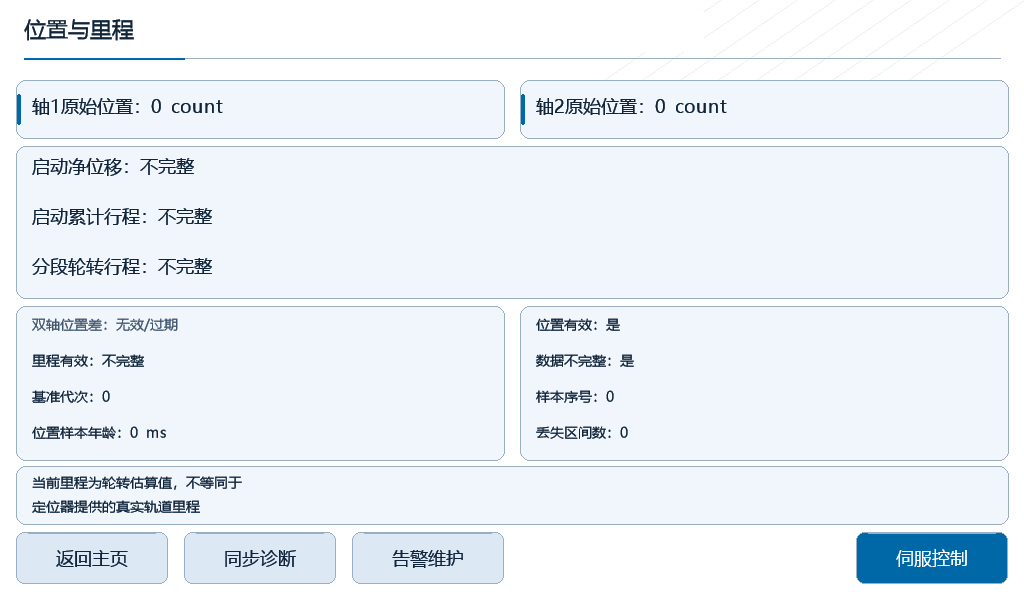 位置与里程
轴1原始位置：0 count
轴2原始位置：0 count
启动净位移：不完整
启动累计行程：不完整
分段轮转行程：不完整
双轴位置差：无效/过期
里程有效：不完整
基准代次：0
位置样本年龄：0 ms
位置有效：是
数据不完整：是
样本序号：0
丢失区间数：0
当前里程为轮转估算值，不等同于
定位器提供的真实轨道里程
返回主页
同步诊断
告警维护
伺服控制